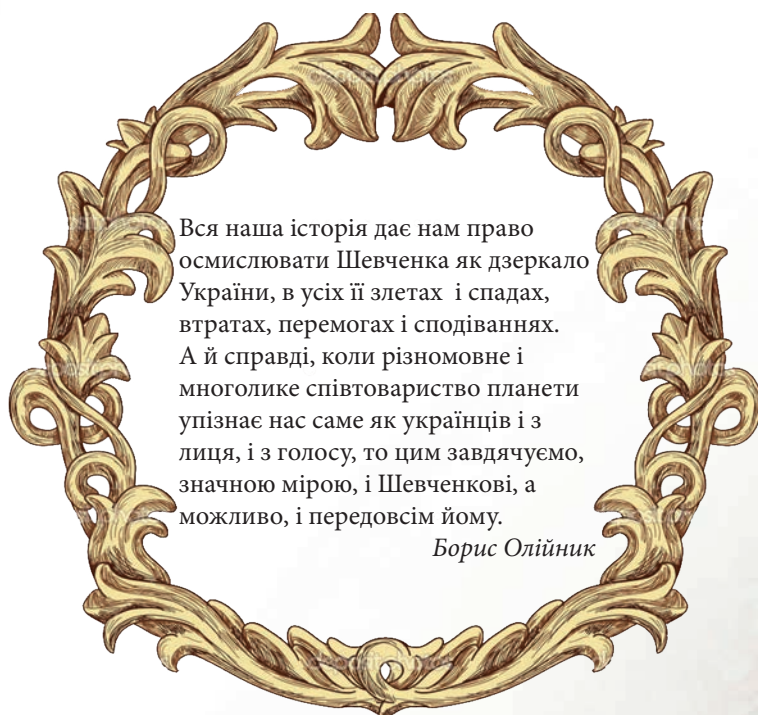 Вся наша історія дає нам право
осмислювати Шевченка як дзеркало
України, в усіх її злетах і спадах,
втратах, перемогах і сподіваннях.
А й справді, коли різномовне і
многолике співтовариство планети
упізнає нас саме як українців і з
лиця, і з голосу, то цим завдячуємо,
значною мірою, і Шевченкові, а
можливо, і передовсім йому.
Борис Олійник